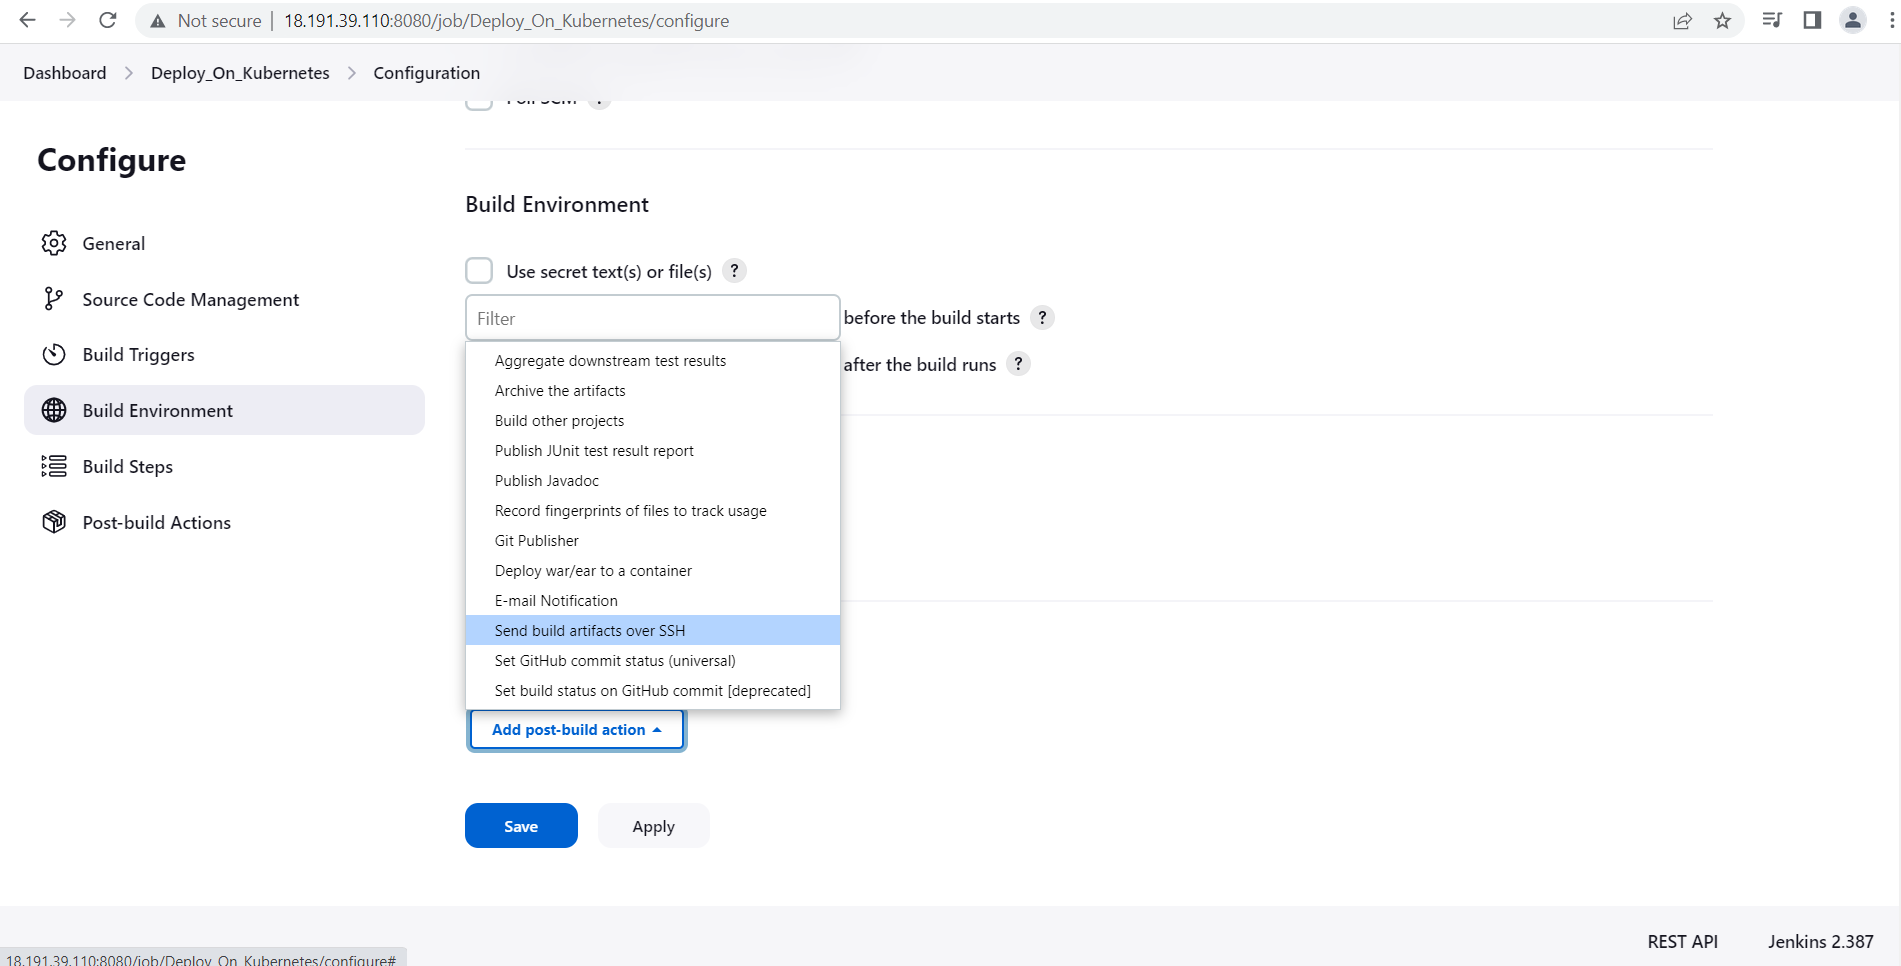 Not secure | 18.191.39.110:8080/job/Deploy_On_Kubernetes/configure
Dashboard > Deploy_On_Kubernetes > Configuration
Poll SCM ?
Configure
General
Source Code Management
Build Triggers
Build Environment
Build Steps
Post-build Actions
Build Environment
Use secret text(s) or file(s) ?
Filter
before the build starts ?
after the build runs ?
Aggregate downstream test results
Archive the artifacts
Build other projects
Publish JUnit test result report
Publish Javadoc
Record fingerprints of files to track usage
Git Publisher
Deploy war/ear to a container
E-mail Notification
Send build artifacts over SSH
Set GitHub commit status (universal)
Set build status on GitHub commit [deprecated]
Add post-build action
Save
Apply
REST API
Jenkins 2.387
18.191.39.110:8080/job/Deploy_On_Kubernetes/configure#